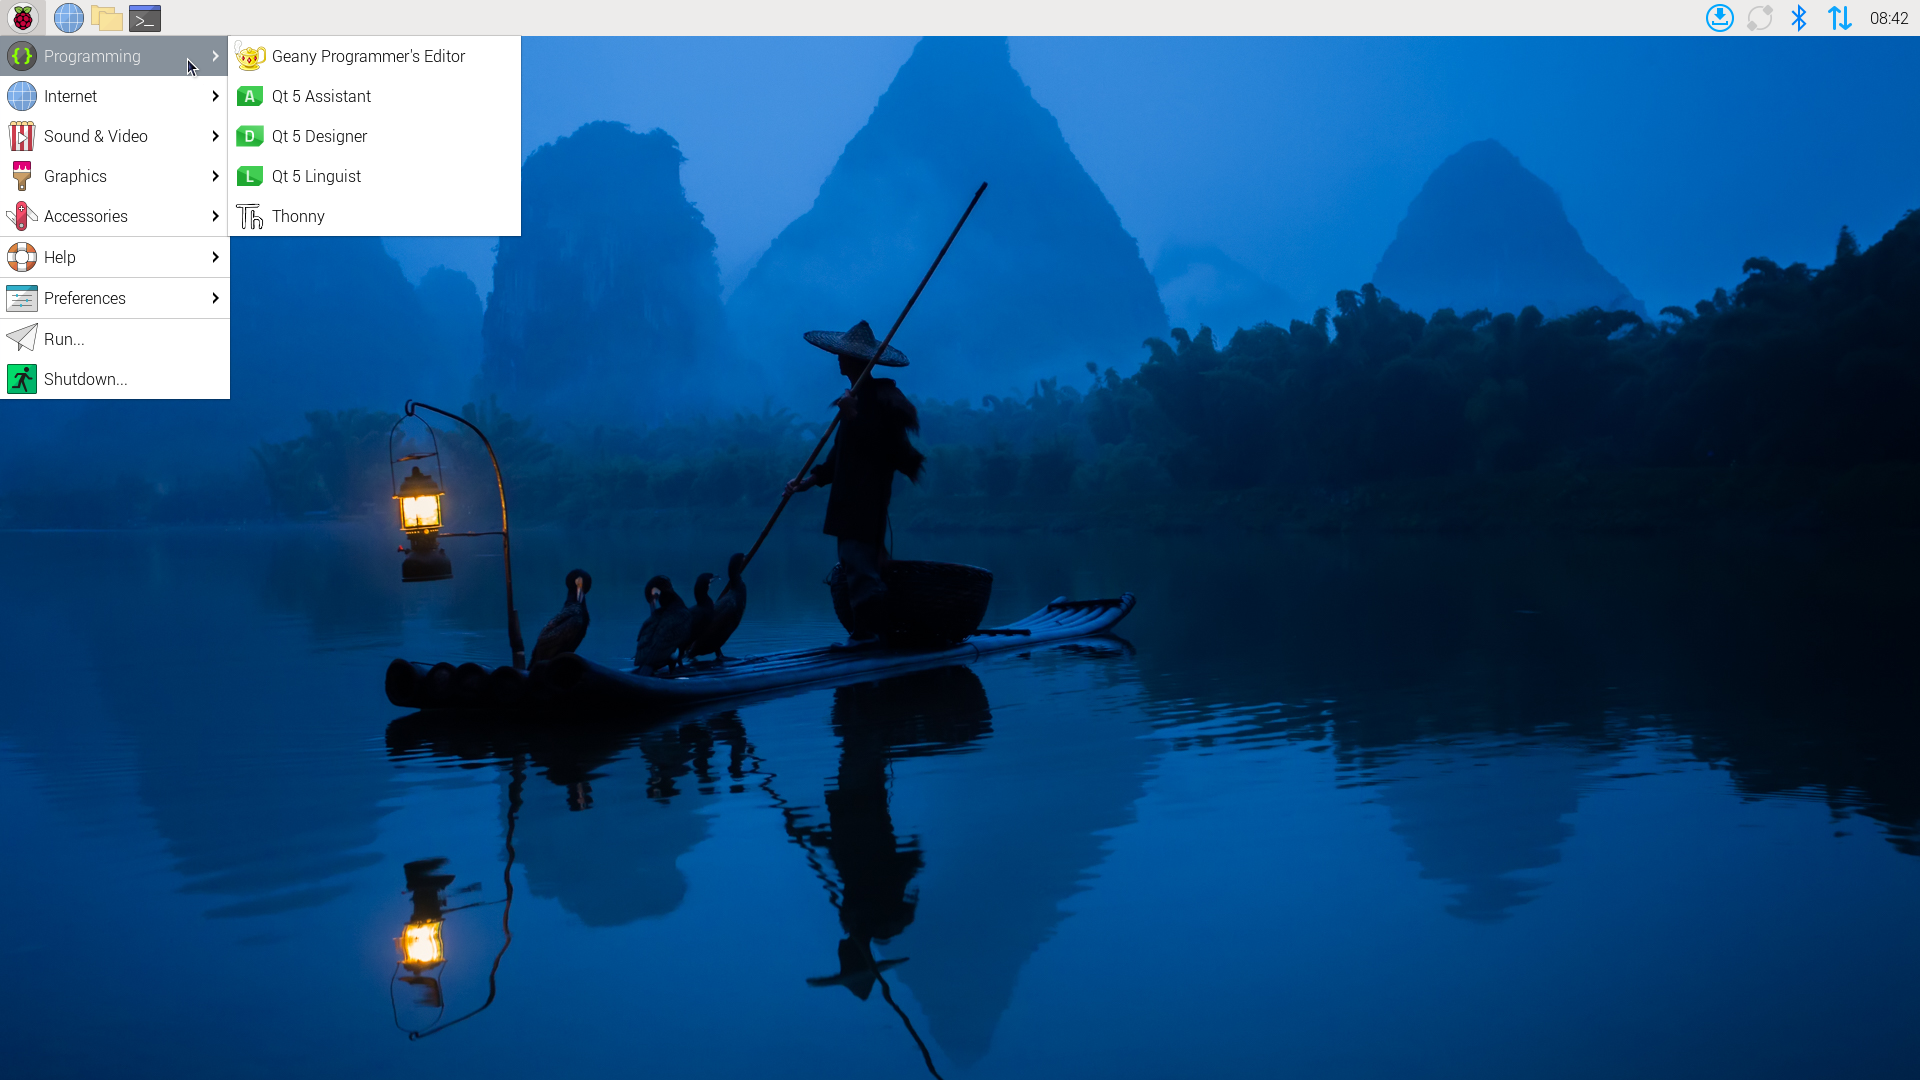 08:42
Programming
Internet
Sound & Video
Graphics
Accessories
Help
Preferences
Run...
Shutdown...
Geany Programmer's Editor
Qt 5 Assistant
Qt 5 Designer
Qt 5 Linguist
Thonny